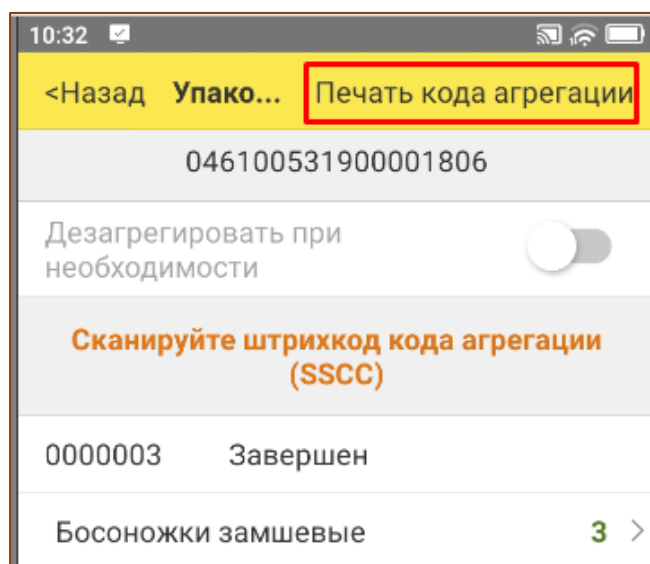 10:32
<Назад Упако... Печать кода агрегации
046100531900001806
Дезагрегировать при
необходимости
Сканируйте штрихкод кода агрегации
(SSCC)
0000003 Завершен
Босоножки замшевые 3 >